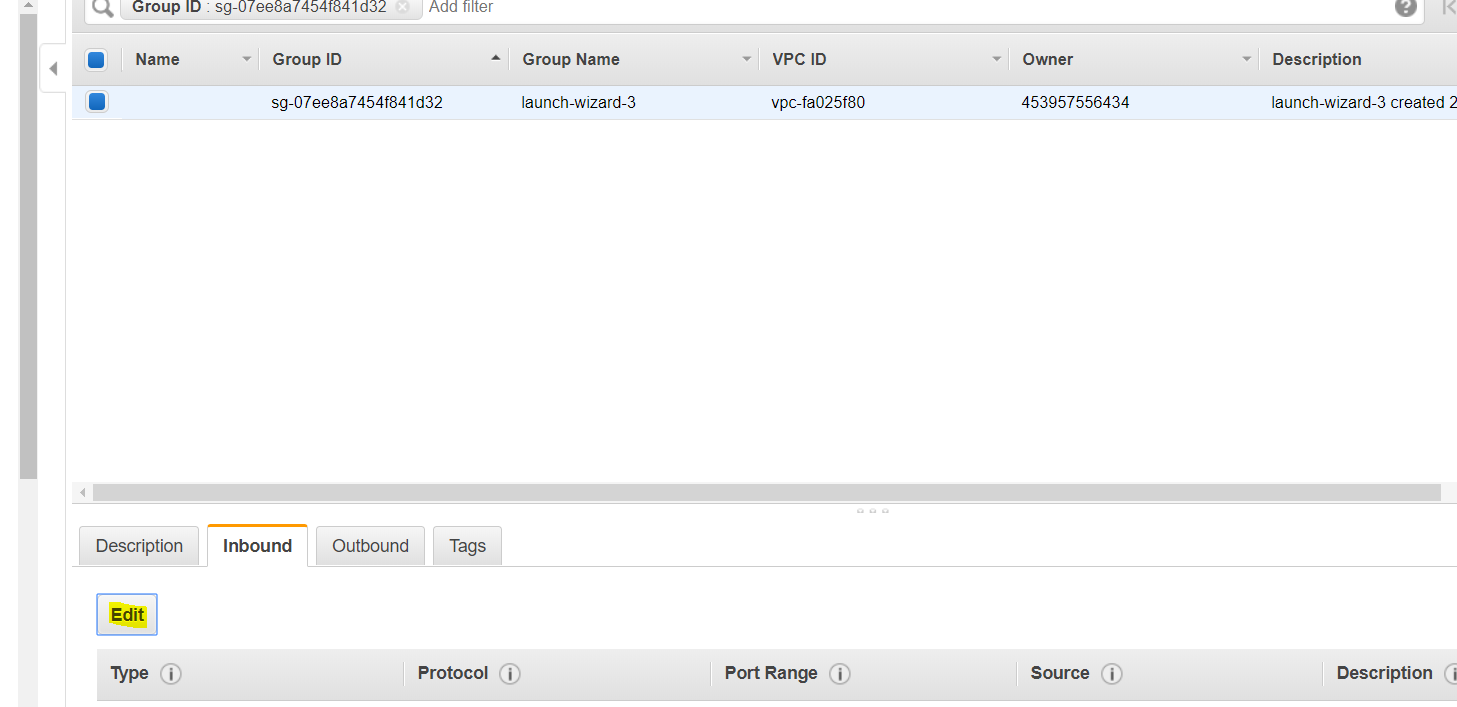 Group ID : sg-07ee8a7454f841d32 Add filter
Name Group ID Group Name VPC ID Owner Description
sg-07ee8a7454f841d32 launch-wizard-3 vpc-fa025f80 453957556434 launch-wizard-3 created 2
Description Inbound Outbound Tags
Edit
Type Protocol Port Range Source Description